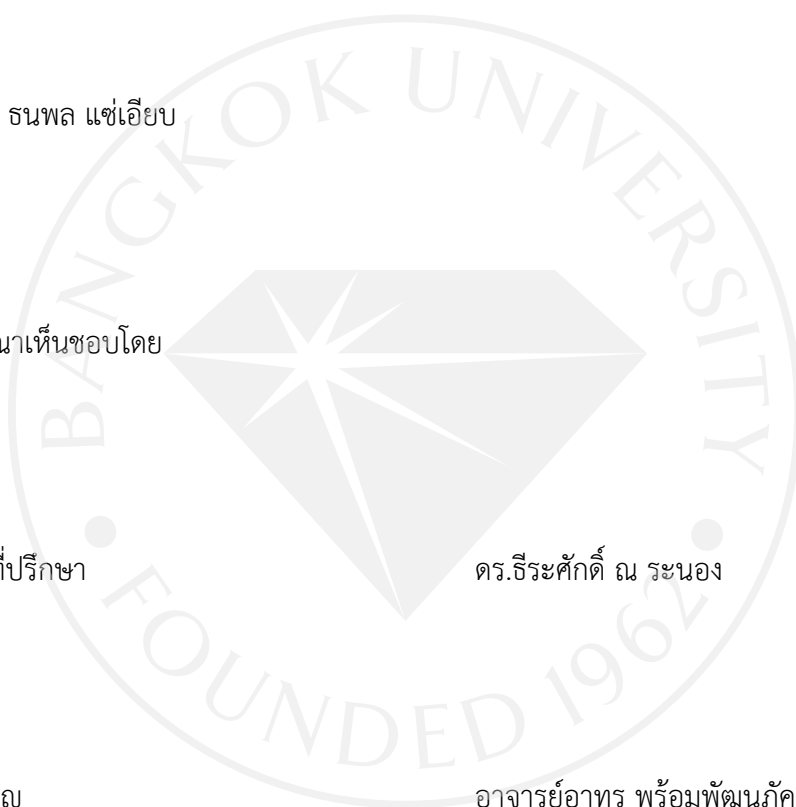 BANGKOK UNIVERSITY
ธนพล แซ่เอียบ
ณาเห็นชอบโดย
ที่ปรึกษา ดร.ธีระศักดิ์ ณ ระนอง
• FOUNDED 1962 •
ญ อาจารย์อาทร พร้อมพัฒนภัค